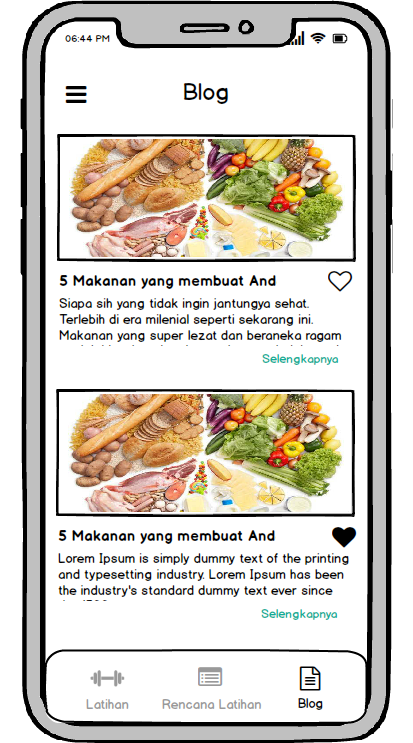 06:44 PM
Blog
5 Makanan yang membuat And
Siapa sih yang tidak ingin jantungya sehat.
Terlebih di era milenial seperti sekarang ini.
Makanan yang super lezat dan beraneka ragam
Selengkapnya
5 Makanan yang membuat And
Lorem Ipsum is simply dummy text of the printing
and typesetting industry. Lorem Ipsum has been
the industry's standard dummy text ever since
Selengkapnya
Latihan
Rencana Latihan
Blog